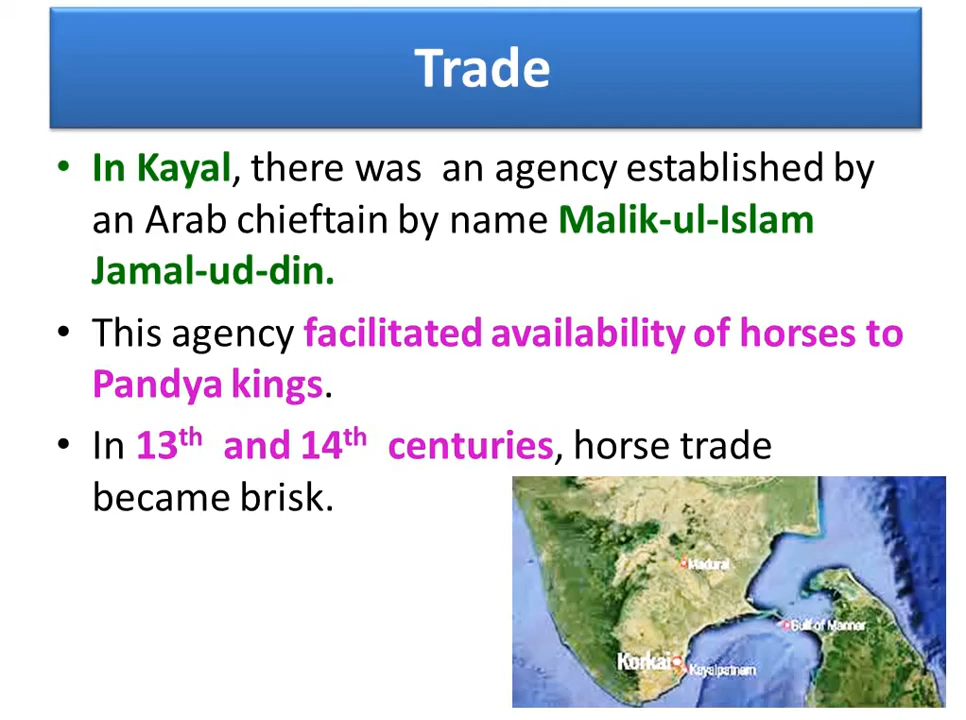 Trade
• In Kayal, there was an agency established by
an Arab chieftain by name Malik-ul-Islam
Jamal-ud-din.
• This agency facilitated availability of horses to
Pandya kings.
• In 13th and 14th centuries, horse trade
became brisk.
Madurai
Gulf of Mannar
Korkai
Kayalpatnam